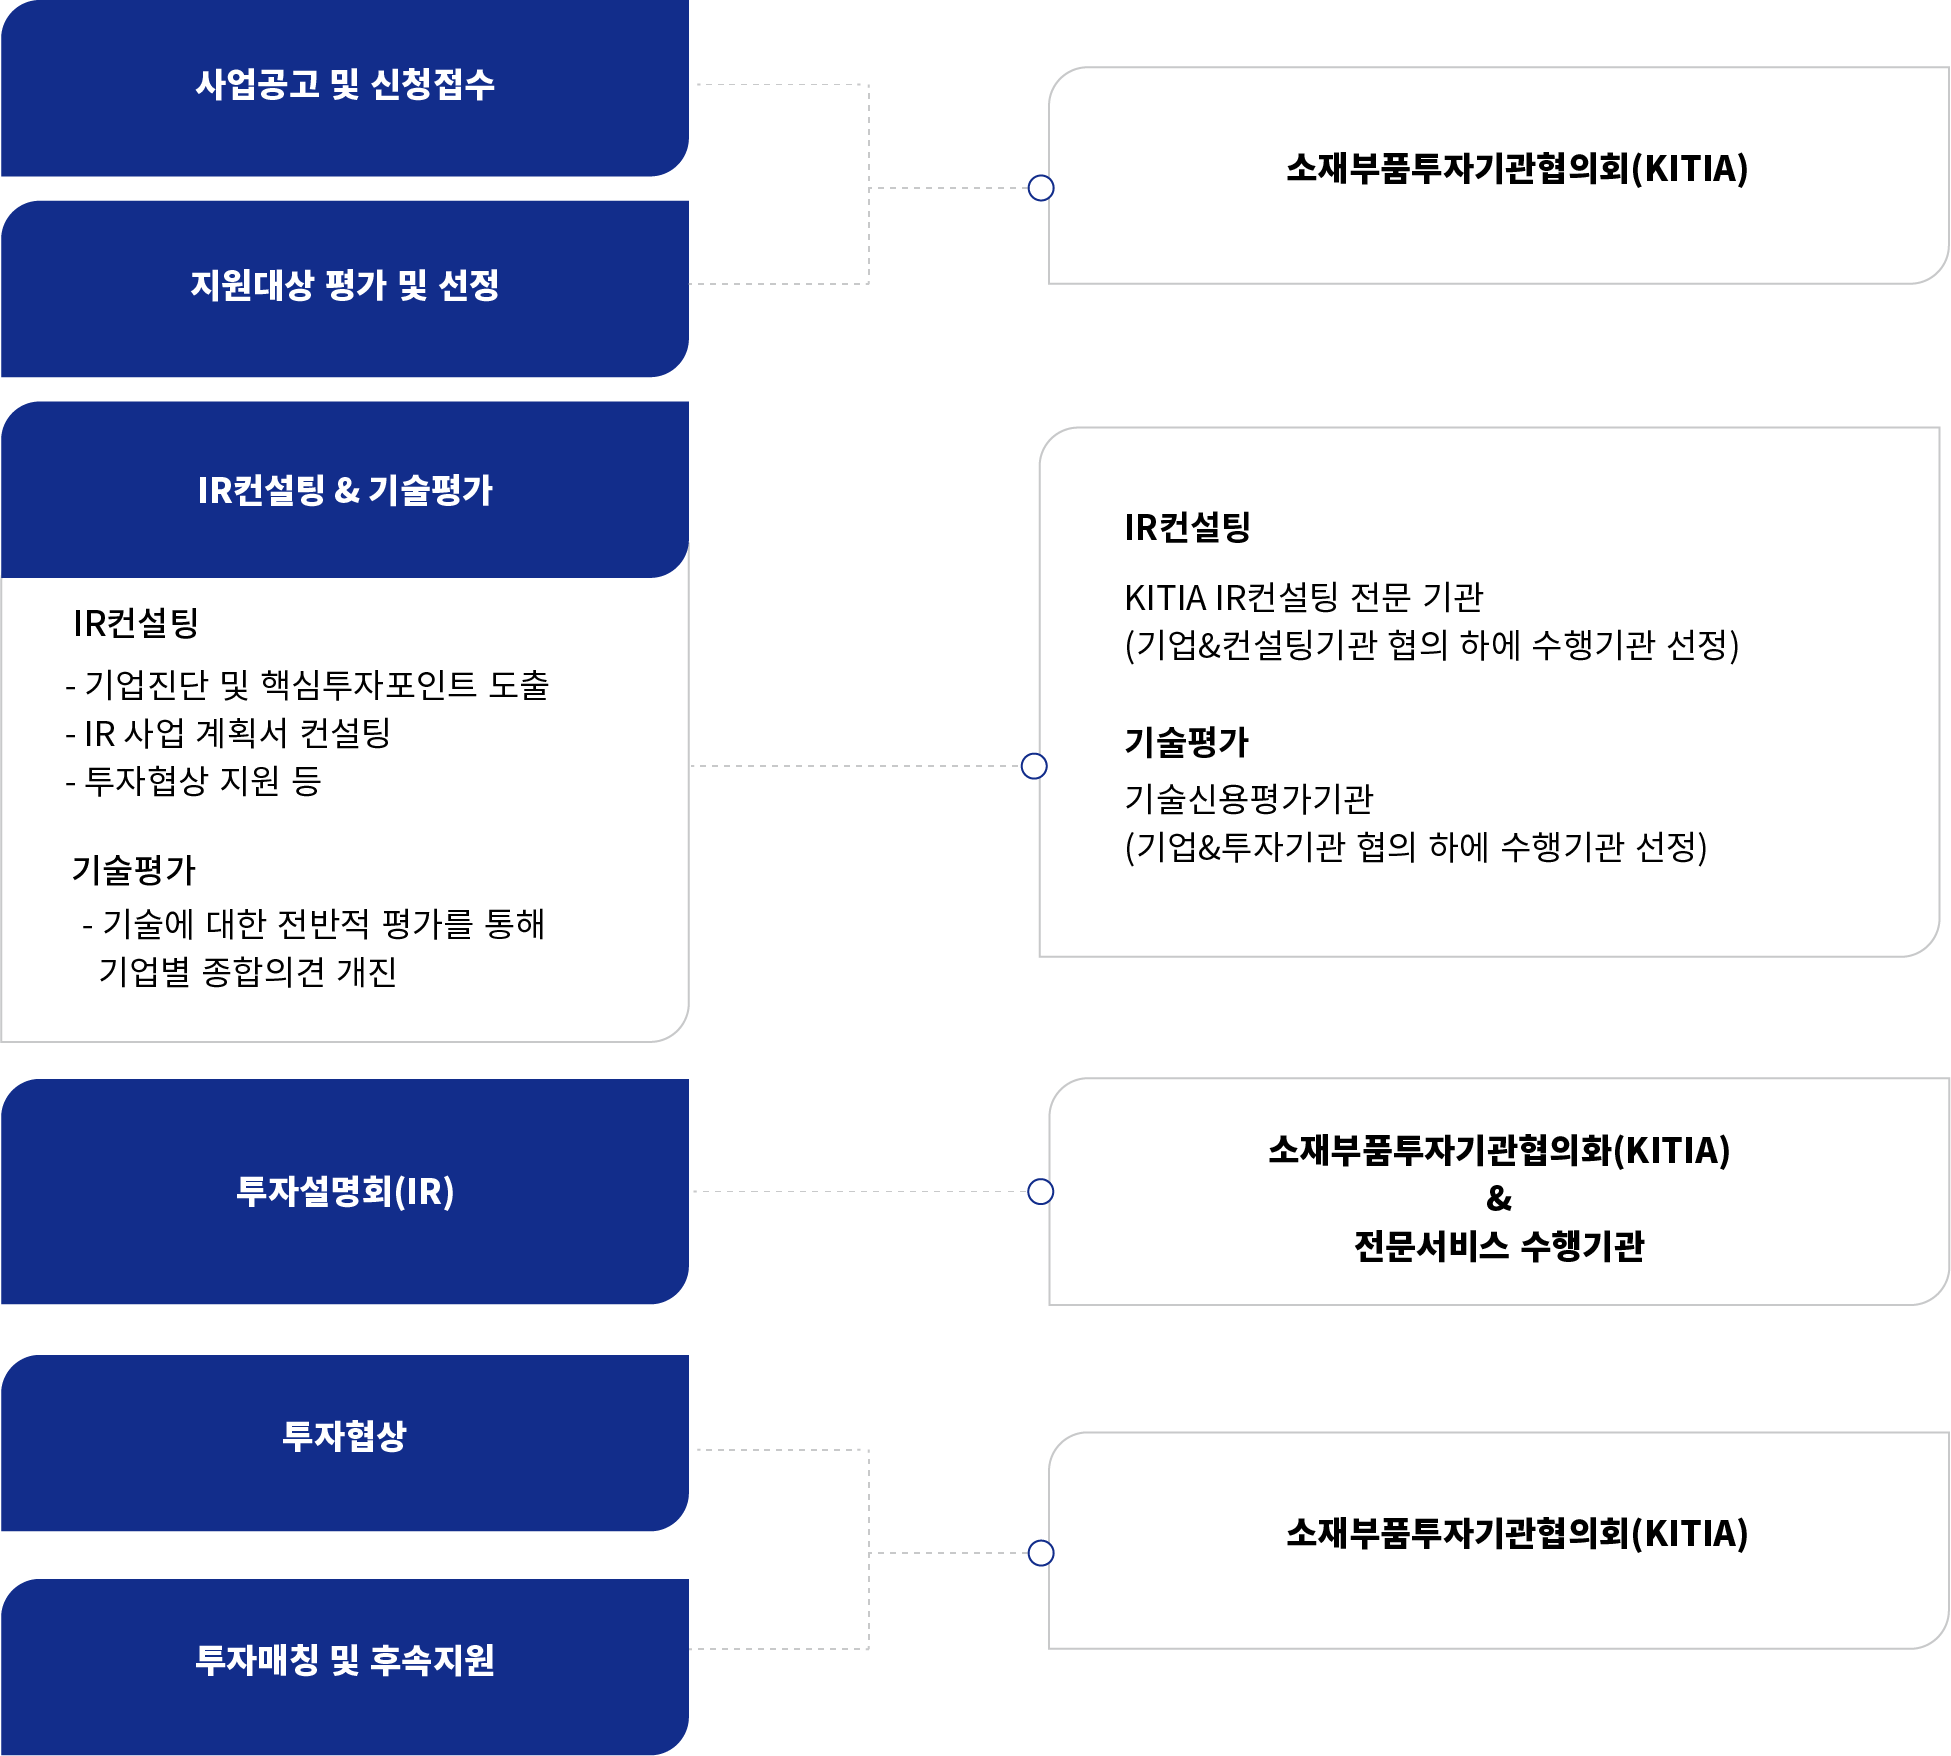 사업공고 및 신청접수
지원대상 평가 및 선정
소재부품투자기관협의회(KITIA)
IR컨설팅 & 기술평가
IR컨설팅
- 기업진단 및 핵심투자포인트 도출
- IR 사업 계획서 컨설팅
- 투자협상 지원 등
기술평가
- 기술에 대한 전반적 평가를 통해
기업별 종합의견 개진
IR컨설팅
KITIA IR컨설팅 전문 기관
(기업&컨설팅기관 협의 하에 수행기관 선정)
기술평가
기술신용평가기관
(기업&투자기관 협의 하에 수행기관 선정)
투자설명회(IR)
소재부품투자기관협의화(KITIA)
&
전문서비스 수행기관
투자협상
투자매칭 및 후속지원
소재부품투자기관협의회(KITIA)